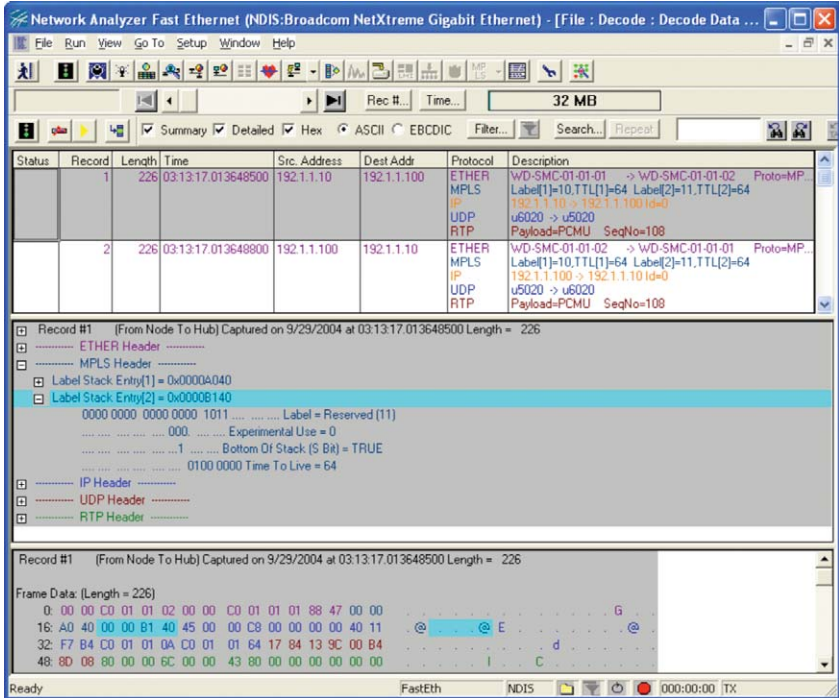 Network Analyzer Fast Ethernet (NDIS:Broadcom NetXtreme Gigabit Ethernet) - [File : Decode : Decode Data ...
File Run View Go To Setup Window Help
MP
LS
Rec #... Time... 32 MB
Summary Detailed Hex ASCII EBCDIC Filter... Search... Repeat
Status Record Length Time Src. Address Dest Addr Protocol Description
1 226 03:13:17.013648500 192.1.1.10 192.1.1.100 ETHER WD-SMC-01-01-01 -> WD-SMC-01-01-02 Proto=MP...
MPLS Label[1]=10,TTL[1]=64 Label[2]=11,TTL[2]=64
IP 192.1.1.10 -> 192.1.1.100 Id=0
UDP u6020 -> u5020
RTP Payload=PCMU SeqNo=108
2 226 03:13:17.013648800 192.1.1.100 192.1.1.10 ETHER WD-SMC-01-01-02 -> WD-SMC-01-01-01 Proto=MP...
MPLS Label[1]=10,TTL[1]=64 Label[2]=11,TTL[2]=64
IP 192.1.1.100 -> 192.1.1.10 Id=0
UDP u5020 -> u6020
RTP Payload=PCMU SeqNo=108
Record #1 (From Node To Hub) Captured on 9/29/2004 at 03:13:17.013648500 Length = 226
----------- ETHER Header -----------
----------- MPLS Header -----------
Label Stack Entry[1] = 0x0000A040
Label Stack Entry[2] = 0x0000B140
0000 0000 0000 0000 1011 .... .... .... Label = Reserved (11)
.... .... .... .... .... 000. .... .... Experimental Use = 0
.... .... .... .... .... ...1 .... .... Bottom Of Stack (S Bit) = TRUE
.... .... .... .... .... .... 0100 0000 Time To Live = 64
----------- IP Header -----------
----------- UDP Header -----------
----------- RTP Header -----------
Record #1 (From Node To Hub) Captured on 9/29/2004 at 03:13:17.013648500 Length = 226
Frame Data: (Length = 226)
0: 00 00 C0 01 01 02 00 00 C0 01 01 01 88 47 00 00 . . . . . . . . . . . . . G . .
16: A0 40 00 00 B1 40 45 00 00 C8 00 00 00 00 40 11 . @ . . . @ E . . . . . . . @ .
32: F7 B4 C0 01 01 0A C0 01 01 64 17 84 13 9C 00 B4 . . . . . . . . . d . . . . . .
48: 8D 08 80 00 00 6C 00 00 43 80 00 00 00 00 00 00 . . . . . l . . C . . . . . . .
Ready FastEth NDIS 000:00:00 TX